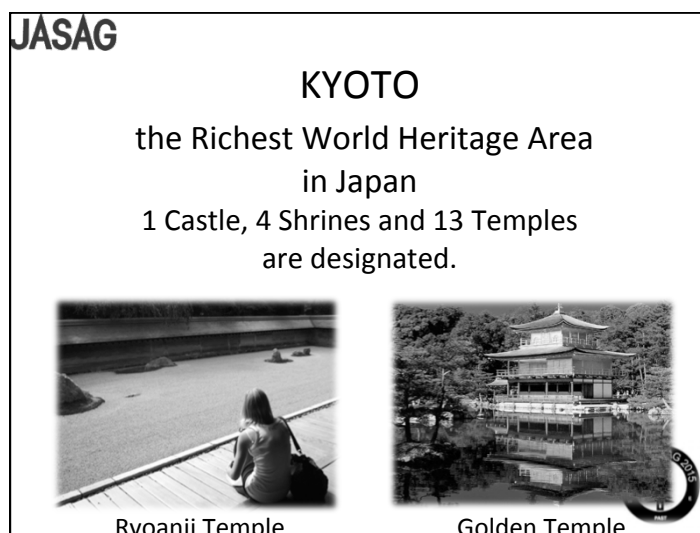 JASAG
KYOTO
the Richest World Heritage Area
in Japan
1 Castle, 4 Shrines and 13 Temples
are designated.
Ryoanji Temple
Golden Temple
G 2015